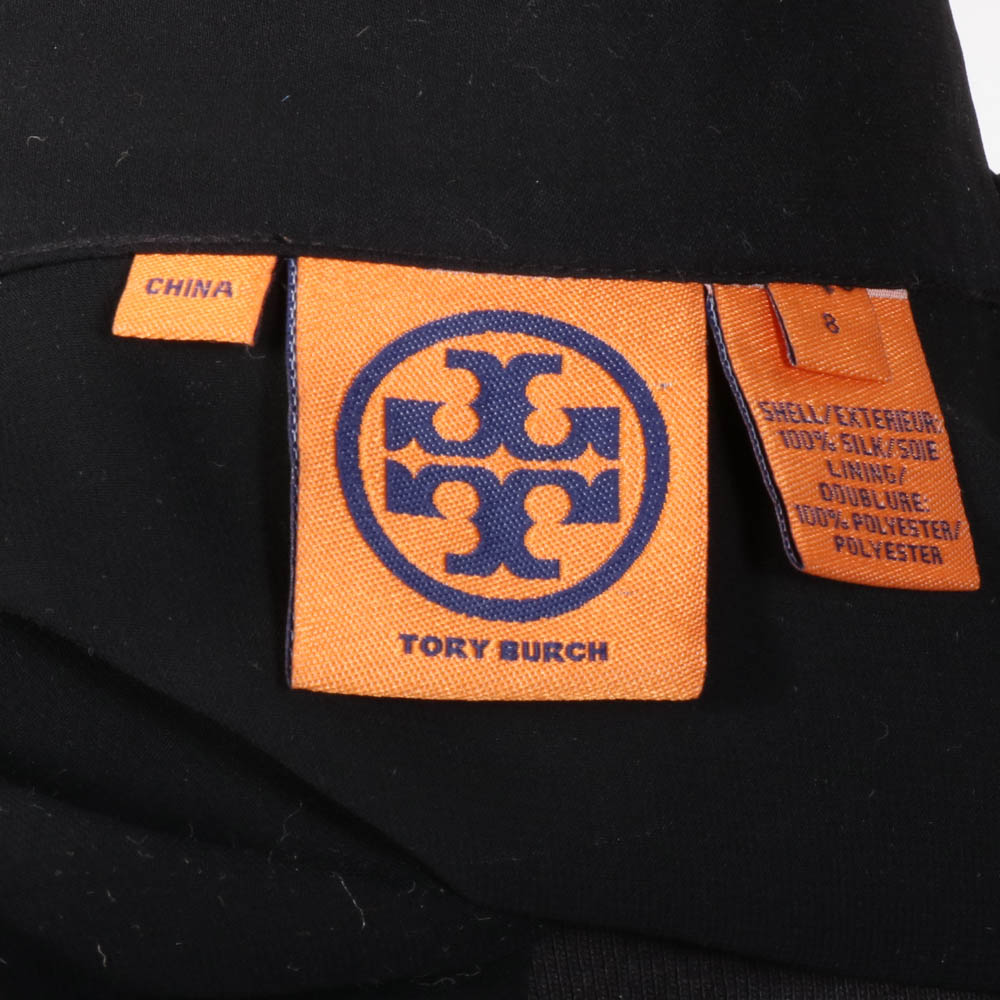 CHINA
TORY BURCH
8
SHELL/EXTERIEUR:
100% SILK/SOIE
LINING/
DOUBLURE:
100% POLYESTER/
POLYESTER